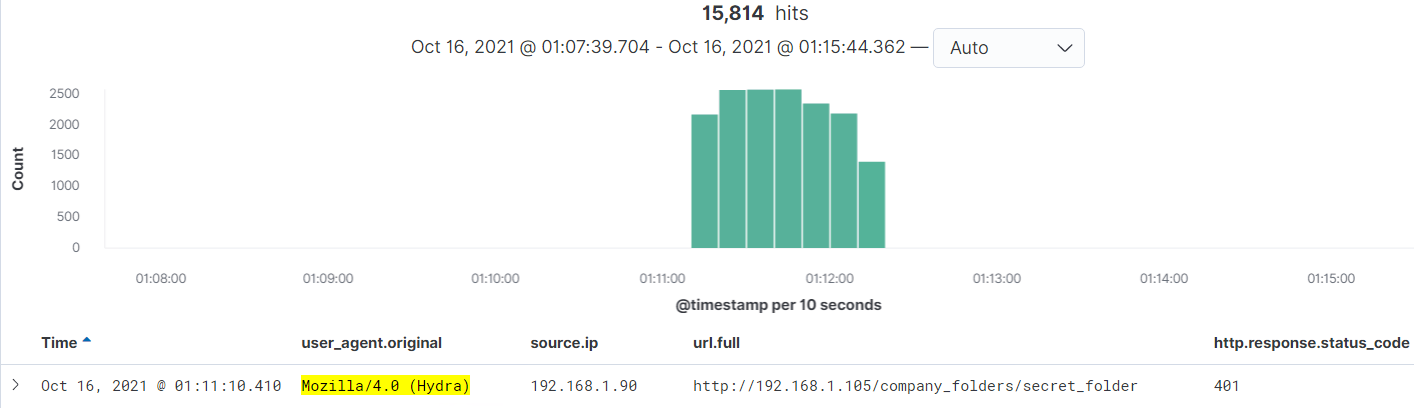 15,814 hits
Oct 16, 2021 @ 01:07:39.704 - Oct 16, 2021 @ 01:15:44.362 — Auto
2500
2000
1500
1000
500
0
Count
01:08:00 01:09:00 01:10:00 01:11:00 01:12:00 01:13:00 01:14:00 01:15:00
@timestamp per 10 seconds
Time user_agent.original source.ip url.full http.response.status_code
Oct 16, 2021 @ 01:11:10.410 Mozilla/4.0 (Hydra) 192.168.1.90 http://192.168.1.105/company_folders/secret_folder 401